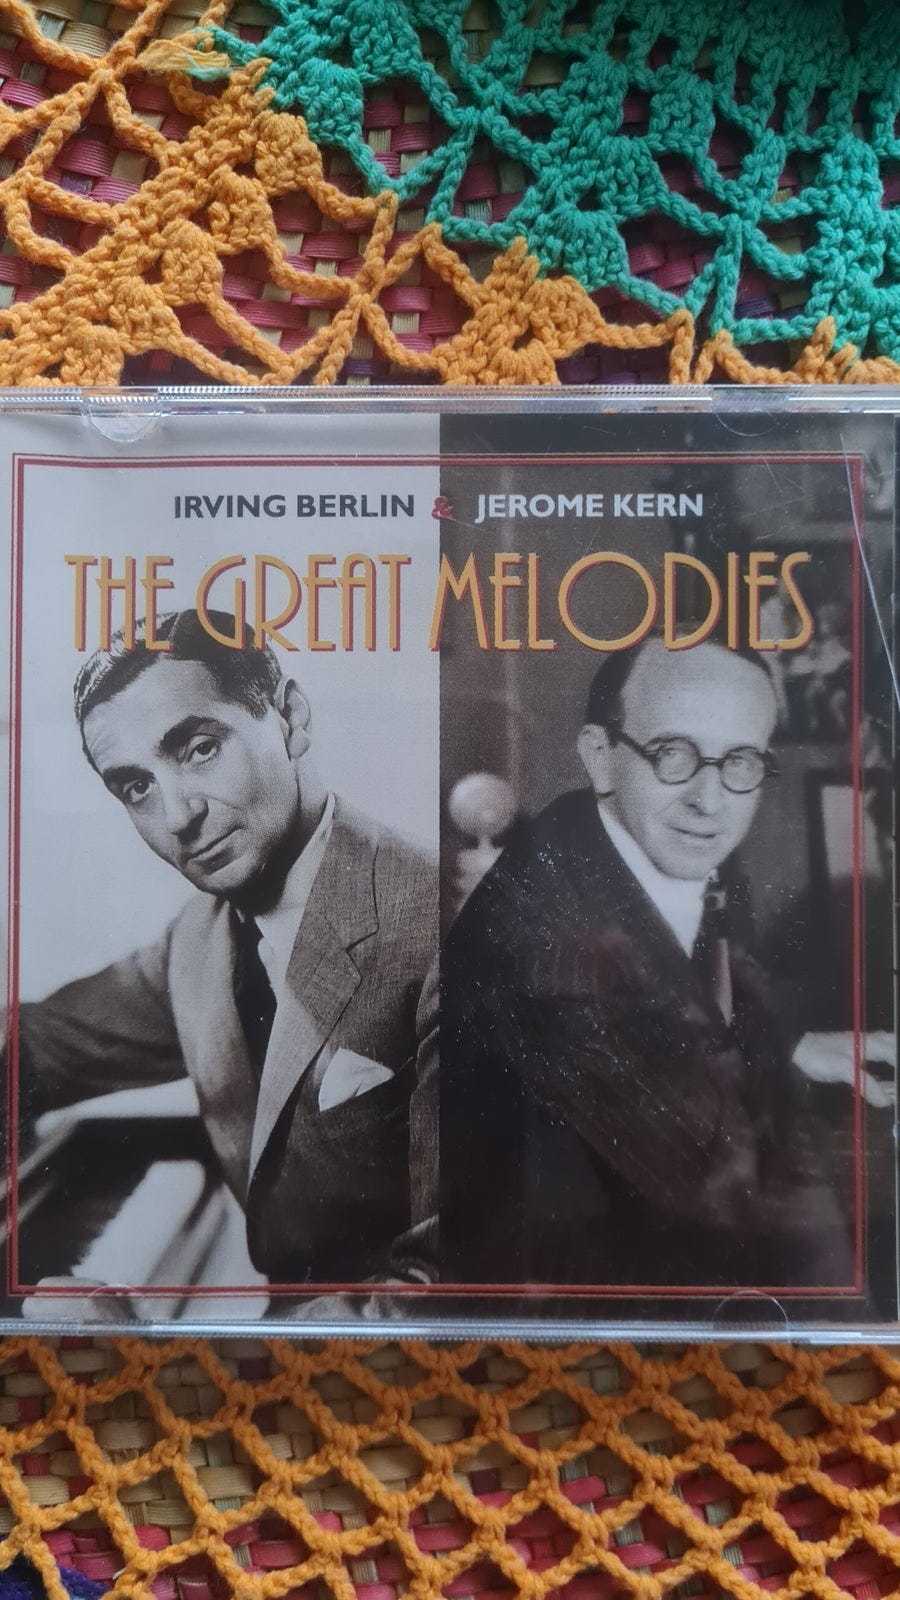 IRVING BERLIN & JEROME KERN
THE GREAT MELODIES